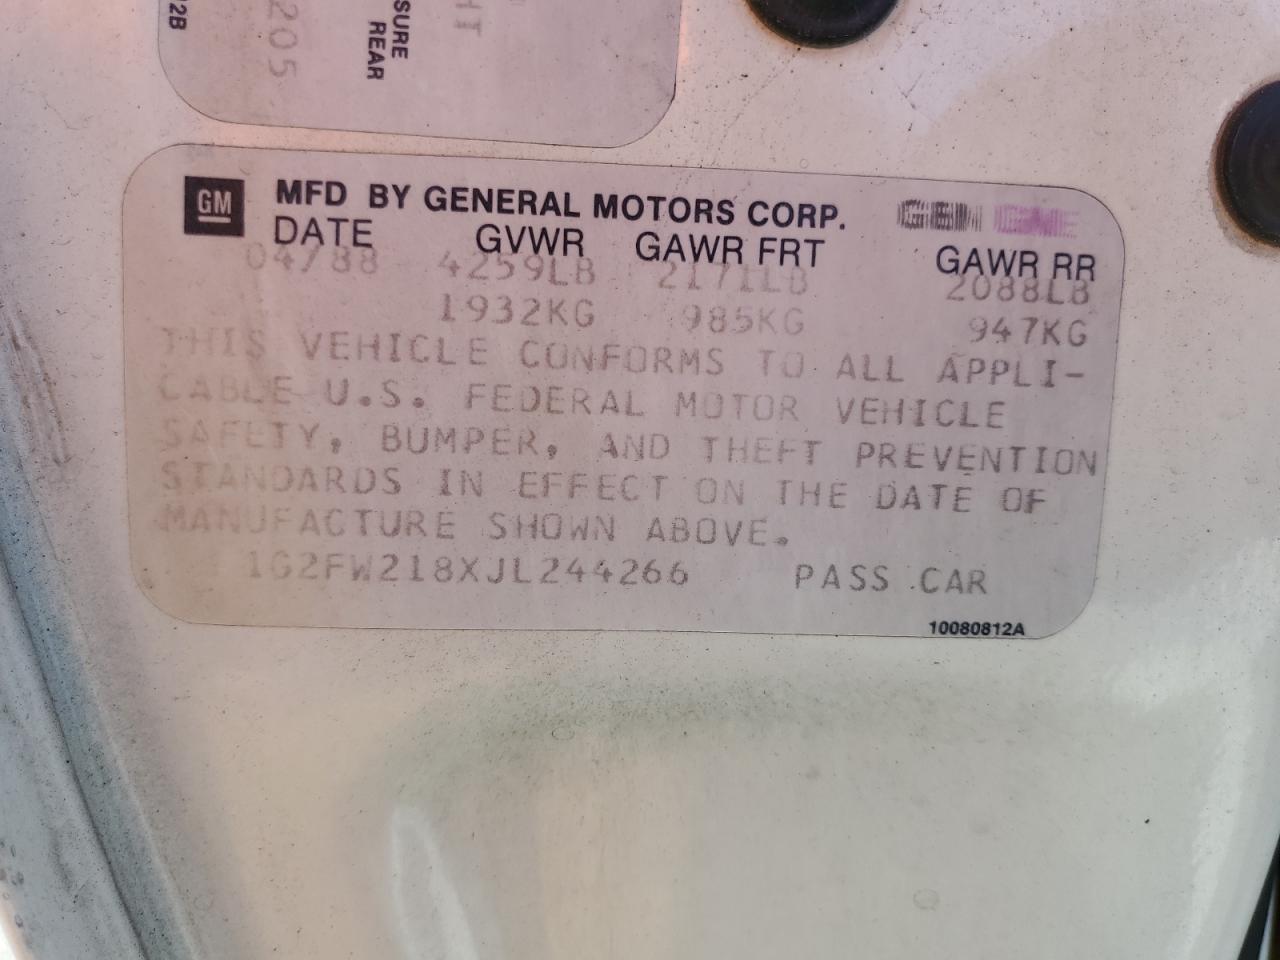 205
SURE
REAR
HT
GM
MFD BY GENERAL MOTORS CORP.
DATE GVWR GAWR FRT GAWR RR
04/88 4259LB 2171LB 2088LB
1932KG 985KG 947KG
THIS VEHICLE CONFORMS TO ALL APPLI-
CABLE U.S. FEDERAL MOTOR VEHICLE
SAFETY, BUMPER, AND THEFT PREVENTION
STANDARDS IN EFFECT ON THE DATE OF
MANUFACTURE SHOWN ABOVE.
1G2FW218XJL244266 PASS CAR
10080812A